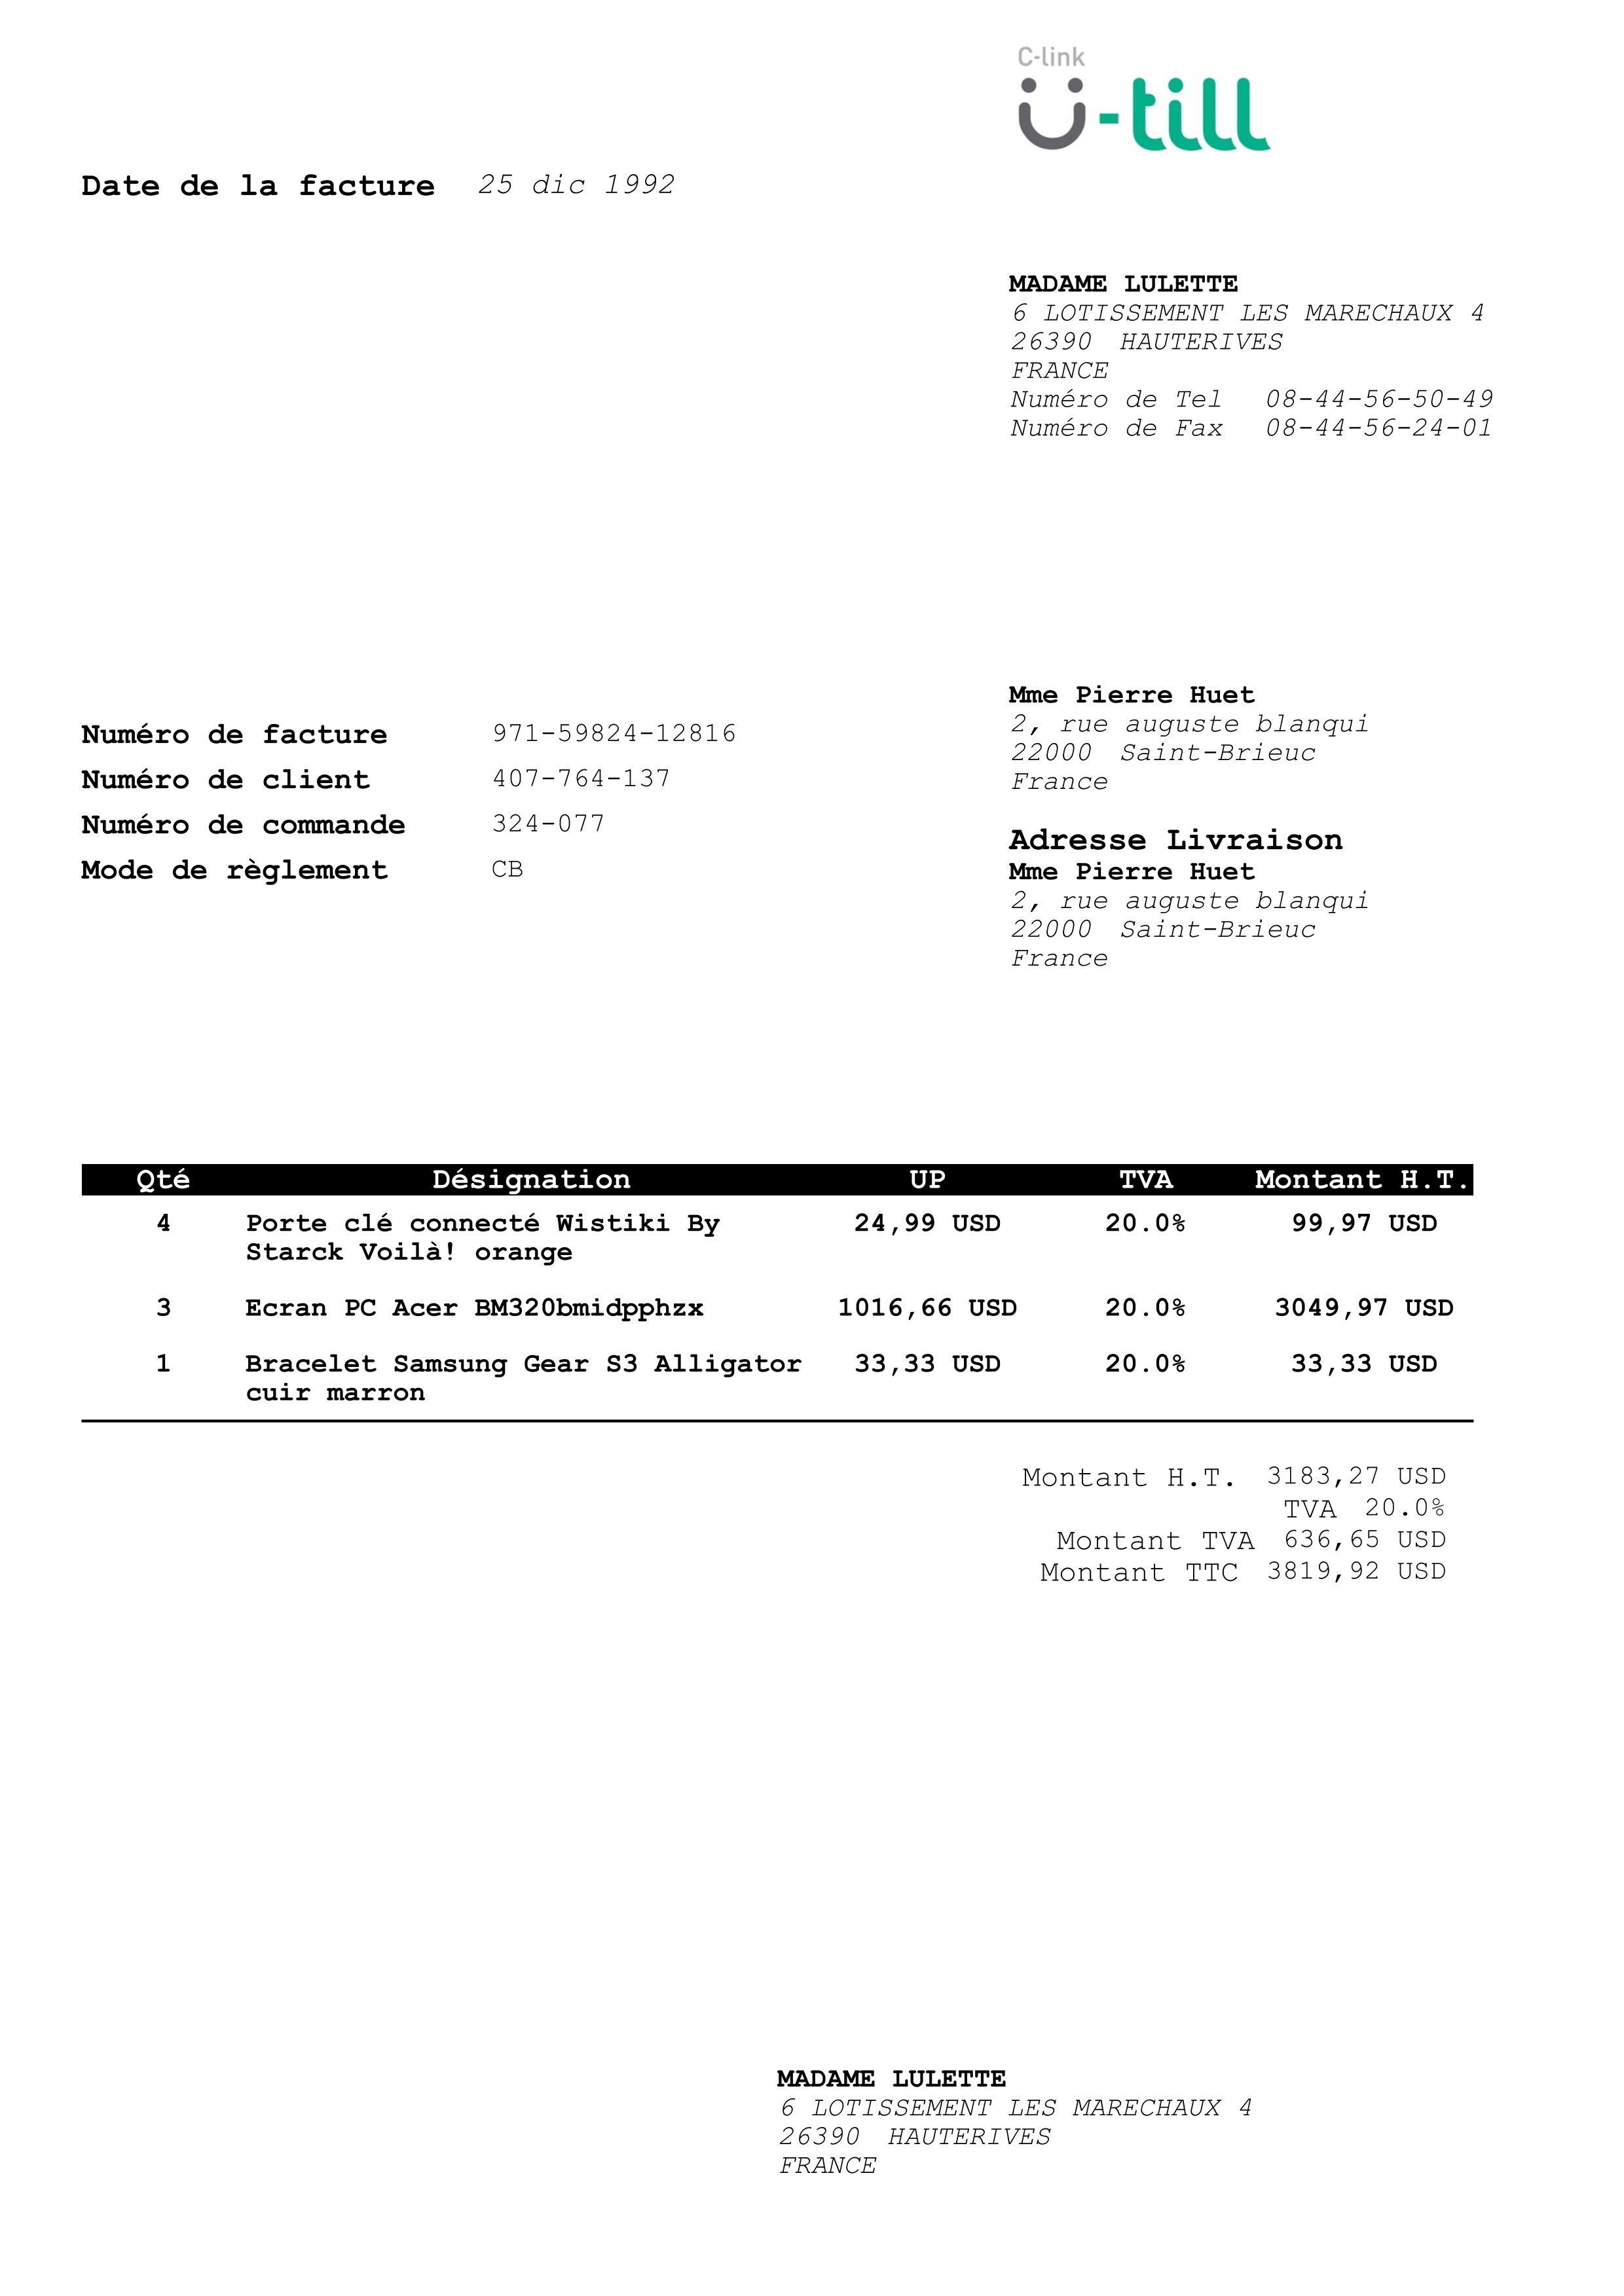 C-link
ü-till
Date de la facture 25 dic 1992
MADAME LULETTE
6 LOTISSEMENT LES MARECHAUX 4
26390 HAUTERIVES
FRANCE
Numéro de Tel 08-44-56-50-49
Numéro de Fax 08-44-56-24-01
Mme Pierre Huet
2, rue auguste blanqui
22000 Saint-Brieuc
France
Numéro de facture 971-59824-12816
Numéro de client 407-764-137
Numéro de commande 324-077
Mode de règlement CB
Adresse Livraison
Mme Pierre Huet
2, rue auguste blanqui
22000 Saint-Brieuc
France
Qté Désignation UP TVA Montant H.T.
4 Porte clé connecté Wistiki By 24,99 USD 20.0% 99,97 USD
Starck Voilà! orange
3 Ecran PC Acer BM320bmidpphzx 1016,66 USD 20.0% 3049,97 USD
1 Bracelet Samsung Gear S3 Alligator 33,33 USD 20.0% 33,33 USD
cuir marron
Montant H.T. 3183,27 USD
TVA 20.0%
Montant TVA 636,65 USD
Montant TTC 3819,92 USD
MADAME LULETTE
6 LOTISSEMENT LES MARECHAUX 4
26390 HAUTERIVES
FRANCE